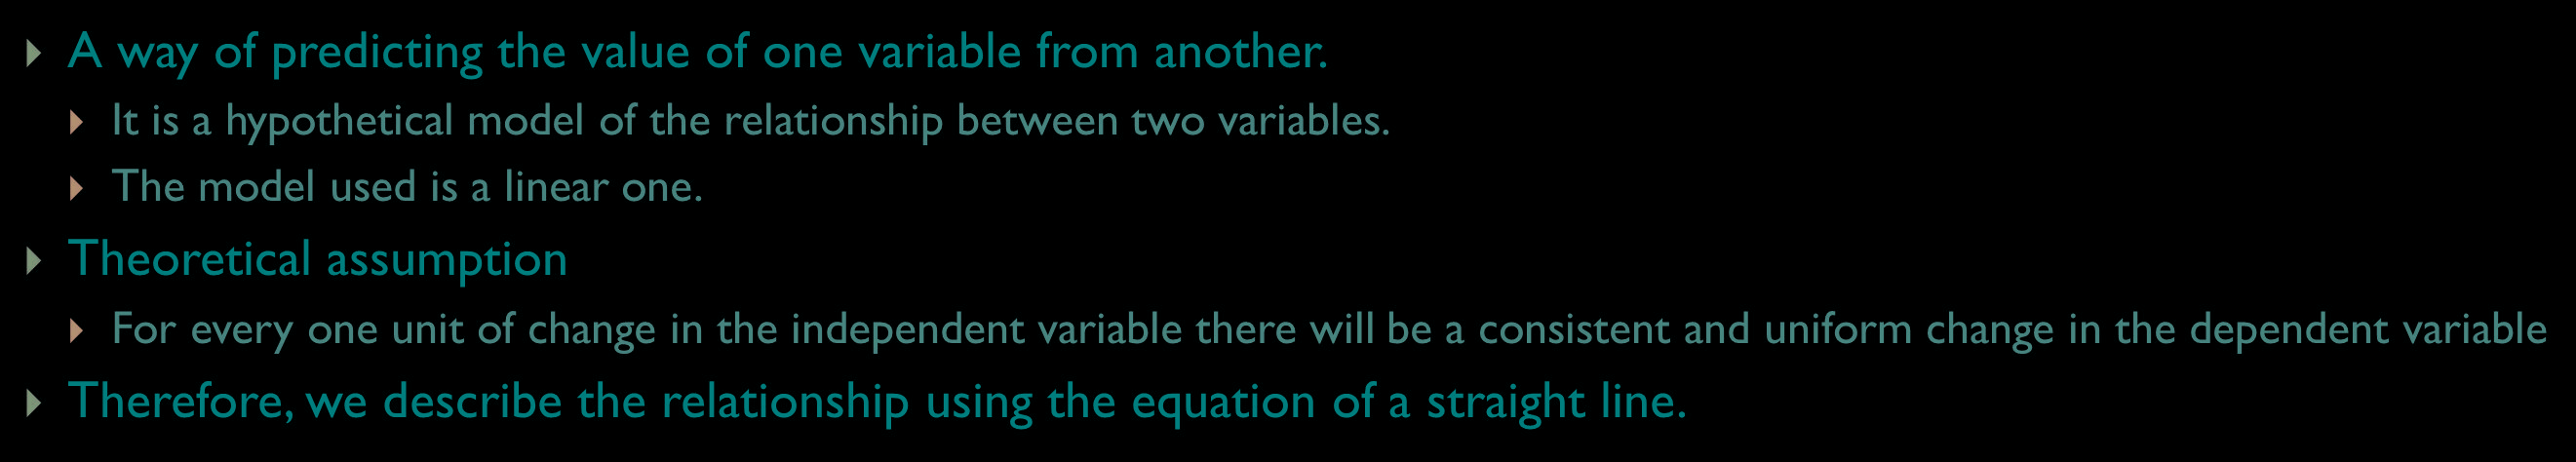 A way of predicting the value of one variable from another.
It is a hypothetical model of the relationship between two variables.
The model used is a linear one.
Theoretical assumption
For every one unit of change in the independent variable there will be a consistent and uniform change in the dependent variable
Therefore, we describe the relationship using the equation of a straight line.